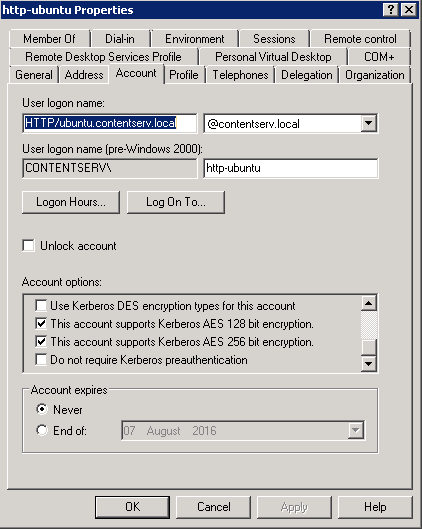 http-ubuntu Properties
Member Of Dial-in Environment Sessions Remote control
Remote Desktop Services Profile Personal Virtual Desktop COM+
General Address Account Profile Telephones Delegation Organization
User logon name:
HTTP/ubuntu.contentserv.local @contentserv.local
User logon name (pre-Windows 2000):
CONTENTSERV\ http-ubuntu
Logon Hours... Log On To...
Unlock account
Account options:
Use Kerberos DES encryption types for this account
This account supports Kerberos AES 128 bit encryption.
This account supports Kerberos AES 256 bit encryption.
Do not require Kerberos preauthentication
Account expires
Never
End of: 07 August 2016
OK Cancel Apply Help